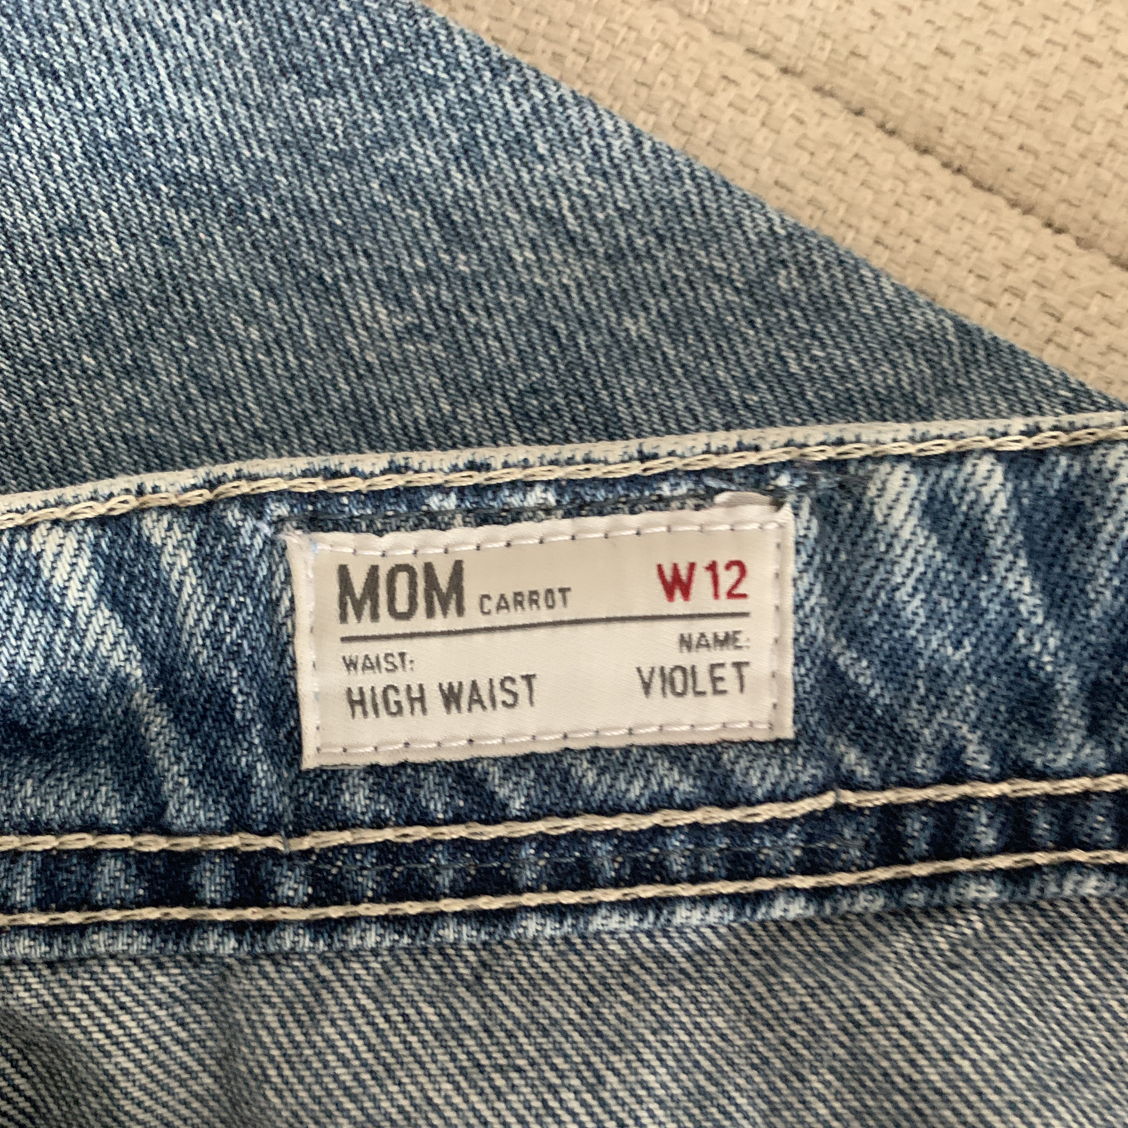 MOM CARROT W12
WAIST: NAME:
HIGH WAIST VIOLET